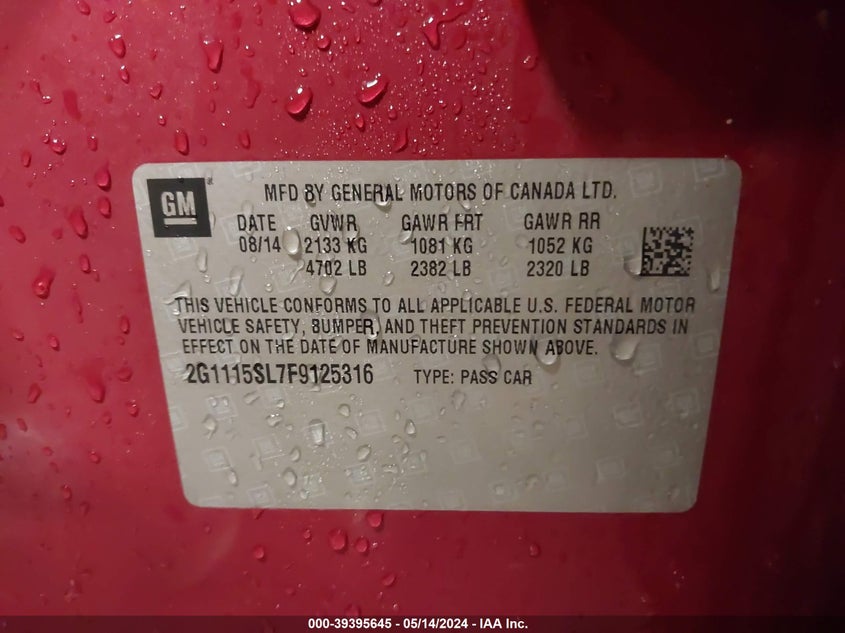 GM
MFD BY GENERAL MOTORS OF CANADA LTD.
DATE GVWR GAWR FRT GAWR RR
08/14 2133 KG 1081 KG 1052 KG
4702 LB 2382 LB 2320 LB
THIS VEHICLE CONFORMS TO ALL APPLICABLE U.S. FEDERAL MOTOR
VEHICLE SAFETY, BUMPER, AND THEFT PREVENTION STANDARDS IN
EFFECT ON THE DATE OF MANUFACTURE SHOWN ABOVE.
2G1115SL7F9125316 TYPE: PASS CAR
000-39395645 - 05/14/2024 - IAA Inc.